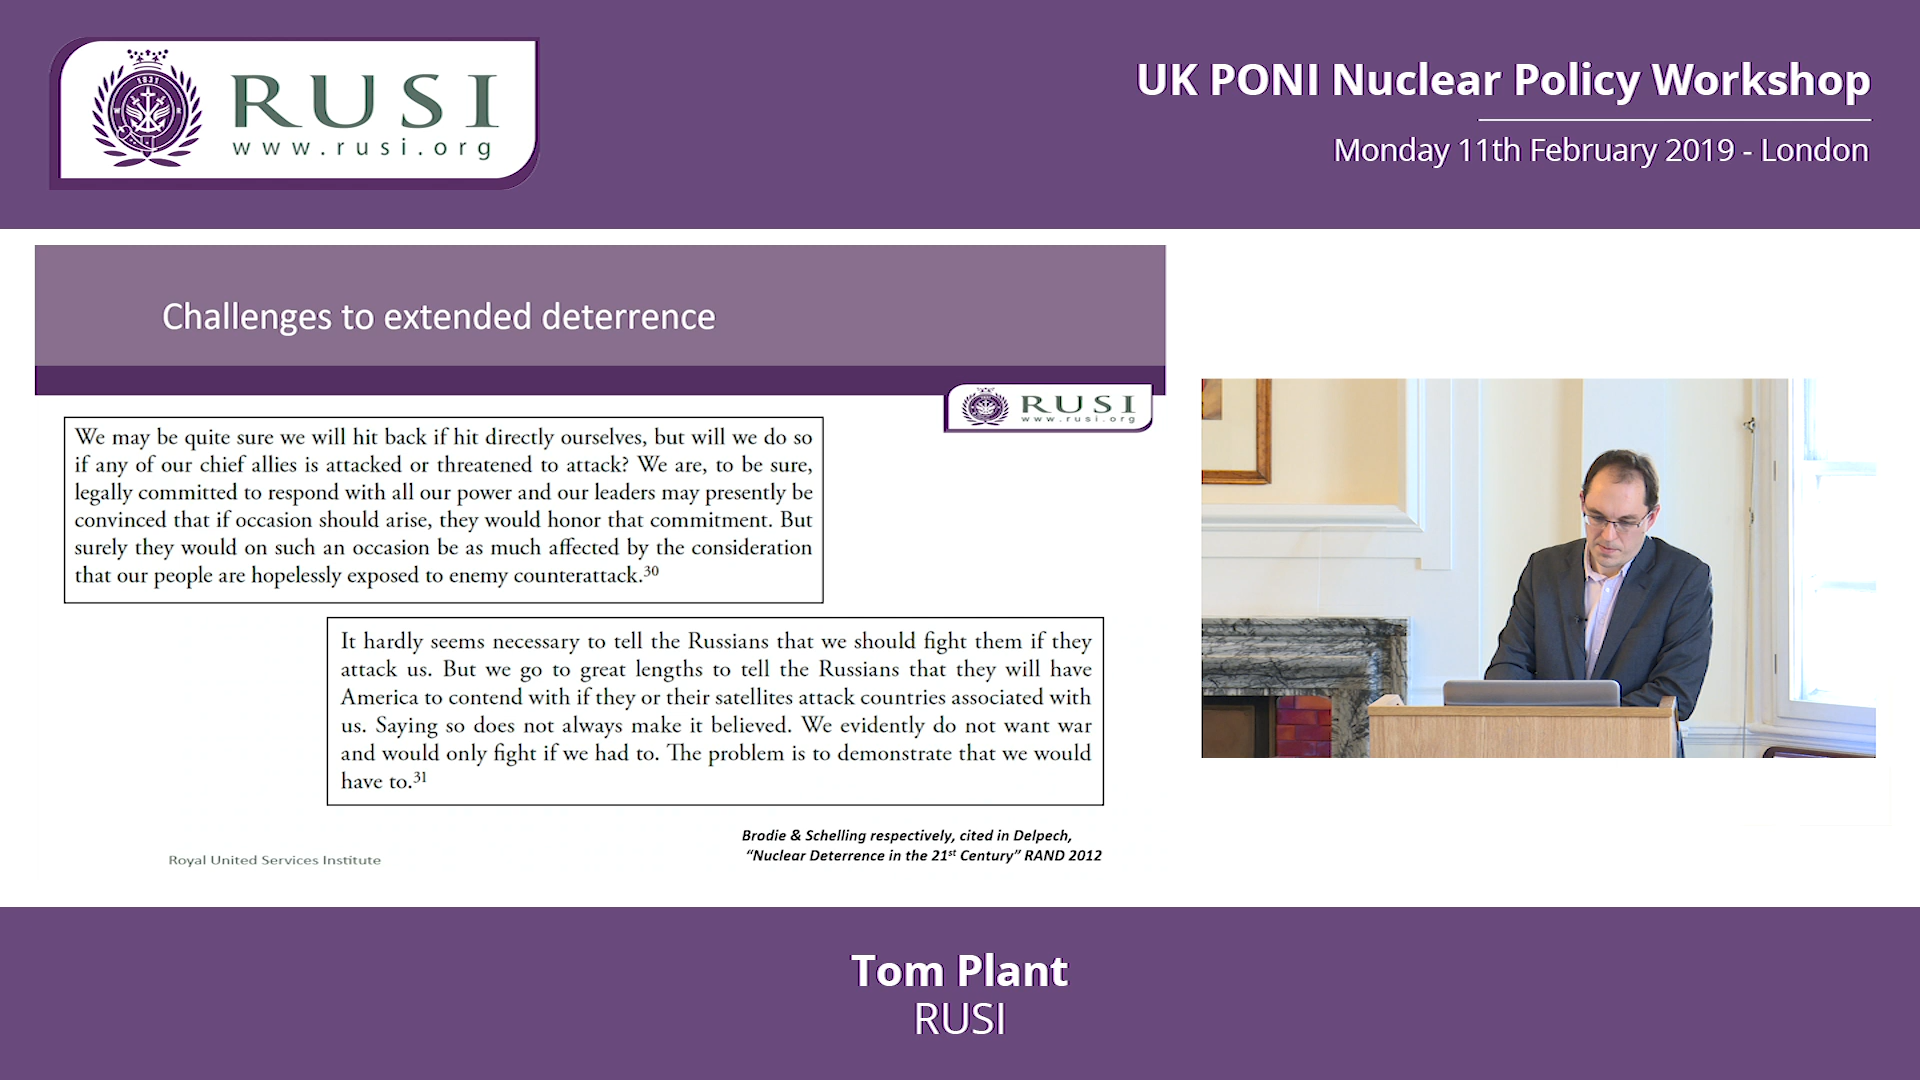 RUSI
www.rusi.org
UK PONI Nuclear Policy Workshop
Monday 11th February 2019 - London
Challenges to extended deterrence
RUSI
www.rusi.org
We may be quite sure we will hit back if hit directly ourselves, but will we do so
if any of our chief allies is attacked or threatened to attack? We are, to be sure,
legally committed to respond with all our power and our leaders may presently be
convinced that if occasion should arise, they would honor that commitment. But
surely they would on such an occasion be as much affected by the consideration
that our people are hopelessly exposed to enemy counterattack.30
It hardly seems necessary to tell the Russians that we should fight them if they
attack us. But we go to great lengths to tell the Russians that they will have
America to contend with if they or their satellites attack countries associated with
us. Saying so does not always make it believed. We evidently do not want war
and would only fight if we had to. The problem is to demonstrate that we would
have to.31
Brodie & Schelling respectively, cited in Delpech,
“Nuclear Deterrence in the 21st Century” RAND 2012
Royal United Services Institute
Tom Plant
RUSI